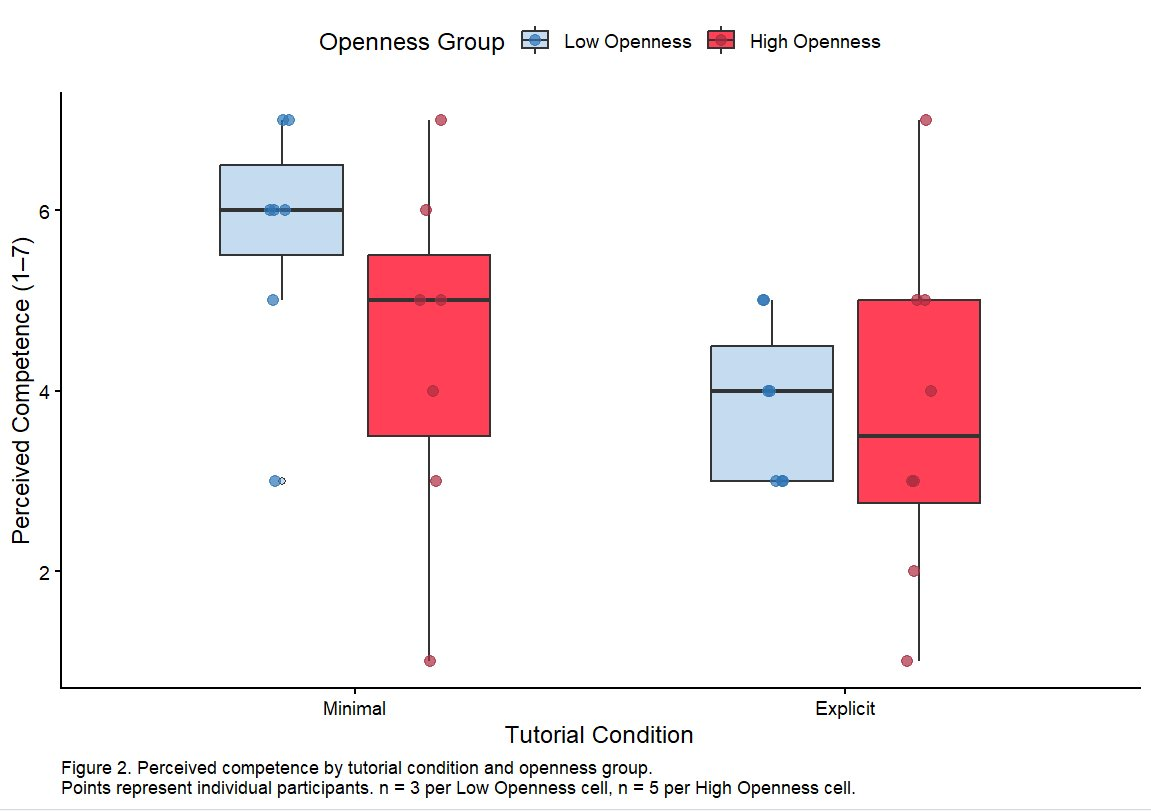 Openness Group Low Openness High Openness
Perceived Competence (1–7)
6
4
2
Minimal Explicit
Tutorial Condition
Figure 2. Perceived competence by tutorial condition and openness group.
Points represent individual participants. n = 3 per Low Openness cell, n = 5 per High Openness cell.